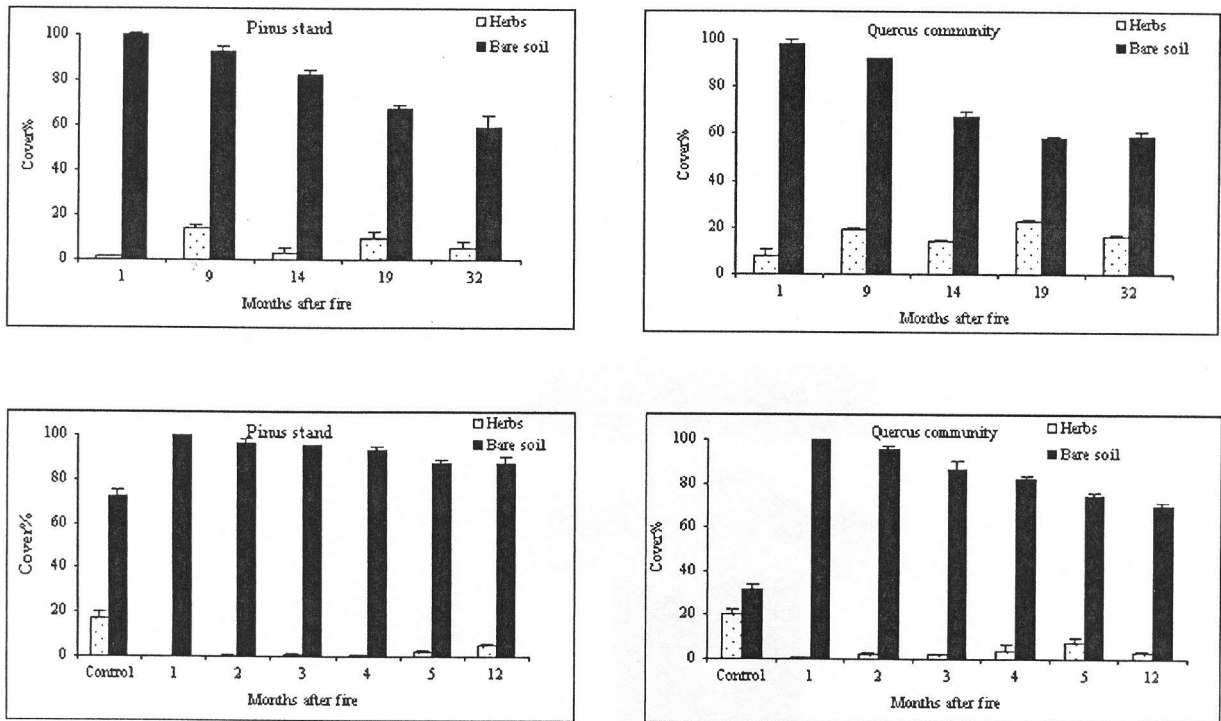 Pinus stand
Herbs
Bare soil
100
80
60
40
20
0
Cover%
1 9 14 19 32
Months after fire
Quercus community
Herbs
Bare soil
100
80
60
40
20
0
Cover%
1 9 14 19 32
Months after fire
Pinus stand
Herbs
Bare soil
100
80
60
40
20
0
Cover%
Control 1 2 3 4 5 12
Months after fire
Quercus community
Herbs
Bare soil
100
80
60
40
20
0
Cover%
Control 1 2 3 4 5 12
Months after fire